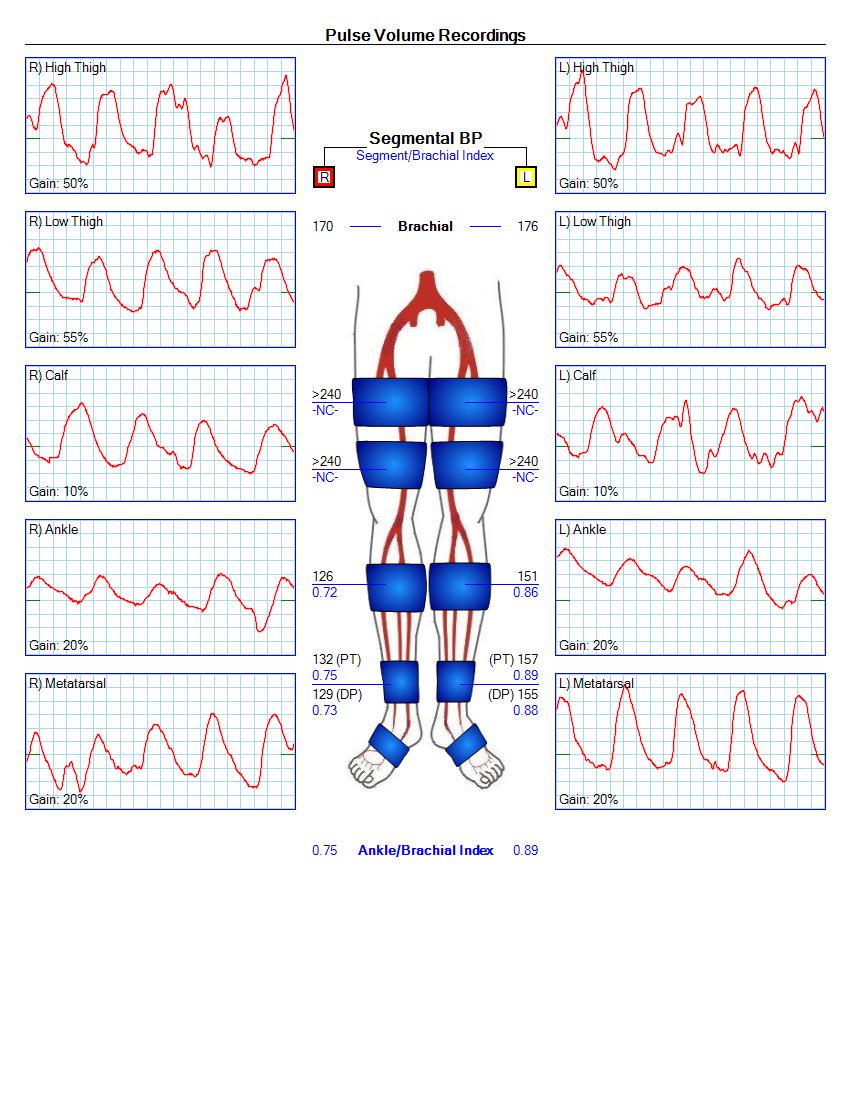 Pulse Volume Recordings
R) High Thigh
Gain: 50%
L) High Thigh
Gain: 50%
Segmental BP
Segment/Brachial Index
R
L
170 Brachial 176
R) Low Thigh
Gain: 55%
L) Low Thigh
Gain: 55%
R) Calf
Gain: 10%
L) Calf
Gain: 10%
>240
-NC-
>240
-NC-
>240
-NC-
>240
-NC-
R) Ankle
Gain: 20%
L) Ankle
Gain: 20%
126
0.72
151
0.86
R) Metatarsal
Gain: 20%
L) Metatarsal
Gain: 20%
132 (PT)
0.75
129 (DP)
0.73
(PT) 157
0.89
(DP) 155
0.88
0.75 Ankle/Brachial Index 0.89